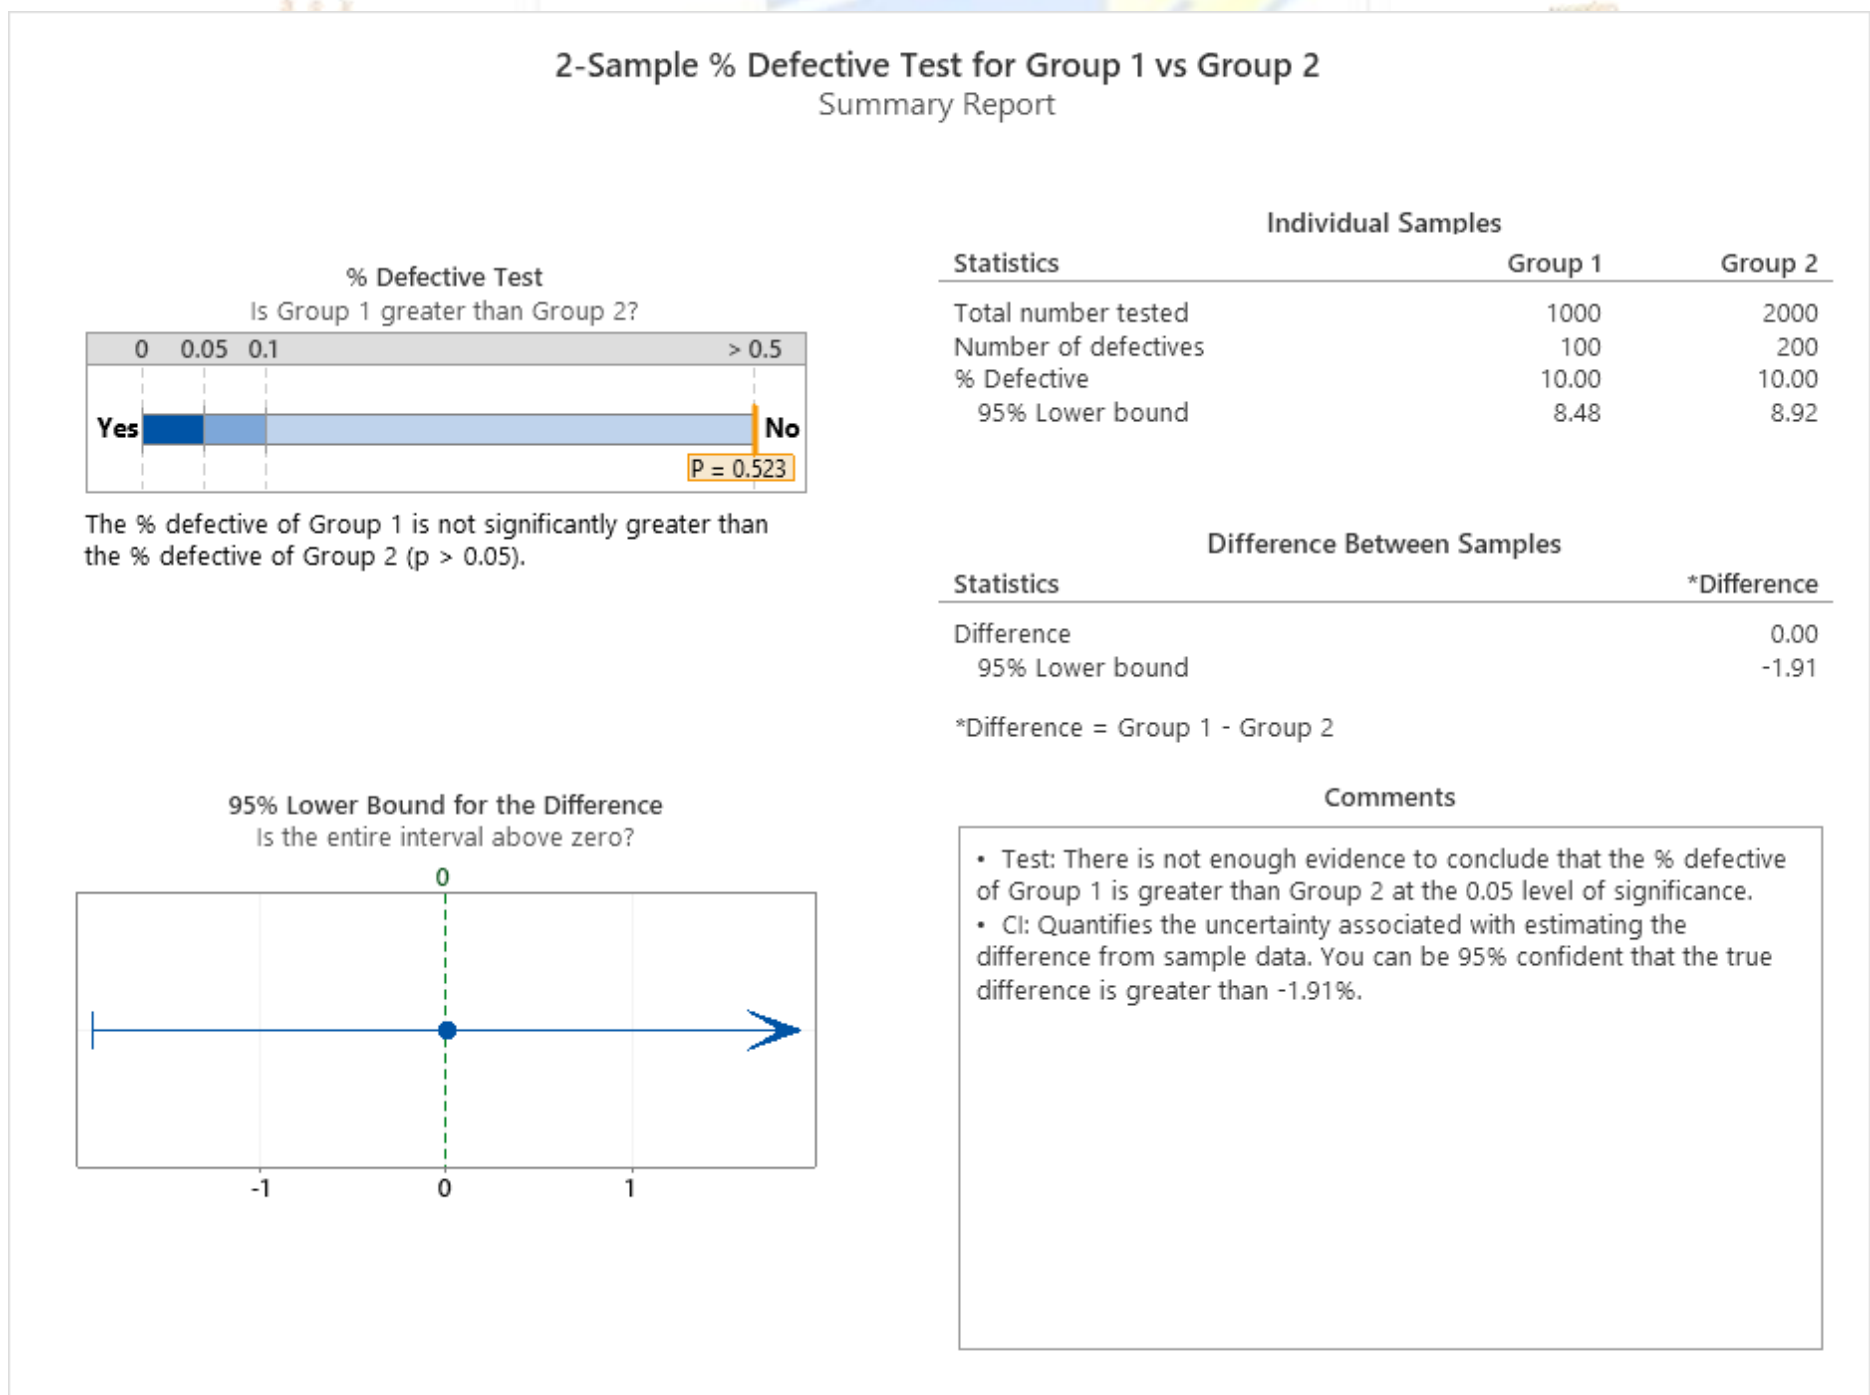 2-Sample % Defective Test for Group 1 vs Group 2
Summary Report
% Defective Test
Is Group 1 greater than Group 2?
0 0.05 0.1 > 0.5
Yes No
P = 0.523
The % defective of Group 1 is not significantly greater than
the % defective of Group 2 (p > 0.05).
95% Lower Bound for the Difference
Is the entire interval above zero?
0
-1 0 1
Individual Samples
Statistics Group 1 Group 2
Total number tested 1000 2000
Number of defectives 100 200
% Defective 10.00 10.00
95% Lower bound 8.48 8.92
Difference Between Samples
Statistics *Difference
Difference 0.00
95% Lower bound -1.91
*Difference = Group 1 - Group 2
Comments
• Test: There is not enough evidence to conclude that the % defective
of Group 1 is greater than Group 2 at the 0.05 level of significance.
• CI: Quantifies the uncertainty associated with estimating the
difference from sample data. You can be 95% confident that the true
difference is greater than -1.91%.